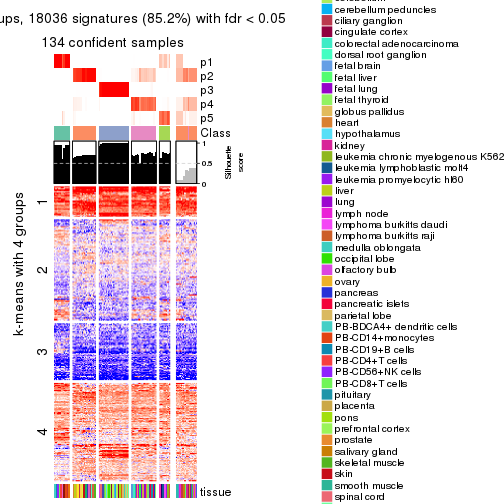 ups, 18036 signatures (85.2%) with fdr < 0.05
134 confident samples
p1
p2
p3
p4
p5
Class
1
0.5
0
Silhouette
score
k-means with 4 groups
1
2
3
4
tissue
cerebellum peduncles
ciliary ganglion
cingulate cortex
colorectal adenocarcinoma
dorsal root ganglion
fetal brain
fetal liver
fetal lung
fetal thyroid
globus pallidus
heart
hypothalamus
kidney
leukemia chronic myelogenous K562
leukemia lymphoblastic molt4
leukemia promyelocytic hl60
liver
lung
lymph node
lymphoma burkitts daudi
lymphoma burkitts raji
medulla oblongata
occipital lobe
olfactory bulb
ovary
pancreas
pancreatic islets
parietal lobe
PB-BDCA4+ dendritic cells
PB-CD14+monocytes
PB-CD19+B cells
PB-CD4+T cells
PB-CD56+NK cells
PB-CD8+T cells
pituitary
placenta
pons
prefrontal cortex
prostate
salivary gland
skeletal muscle
skin
smooth muscle
spinal cord